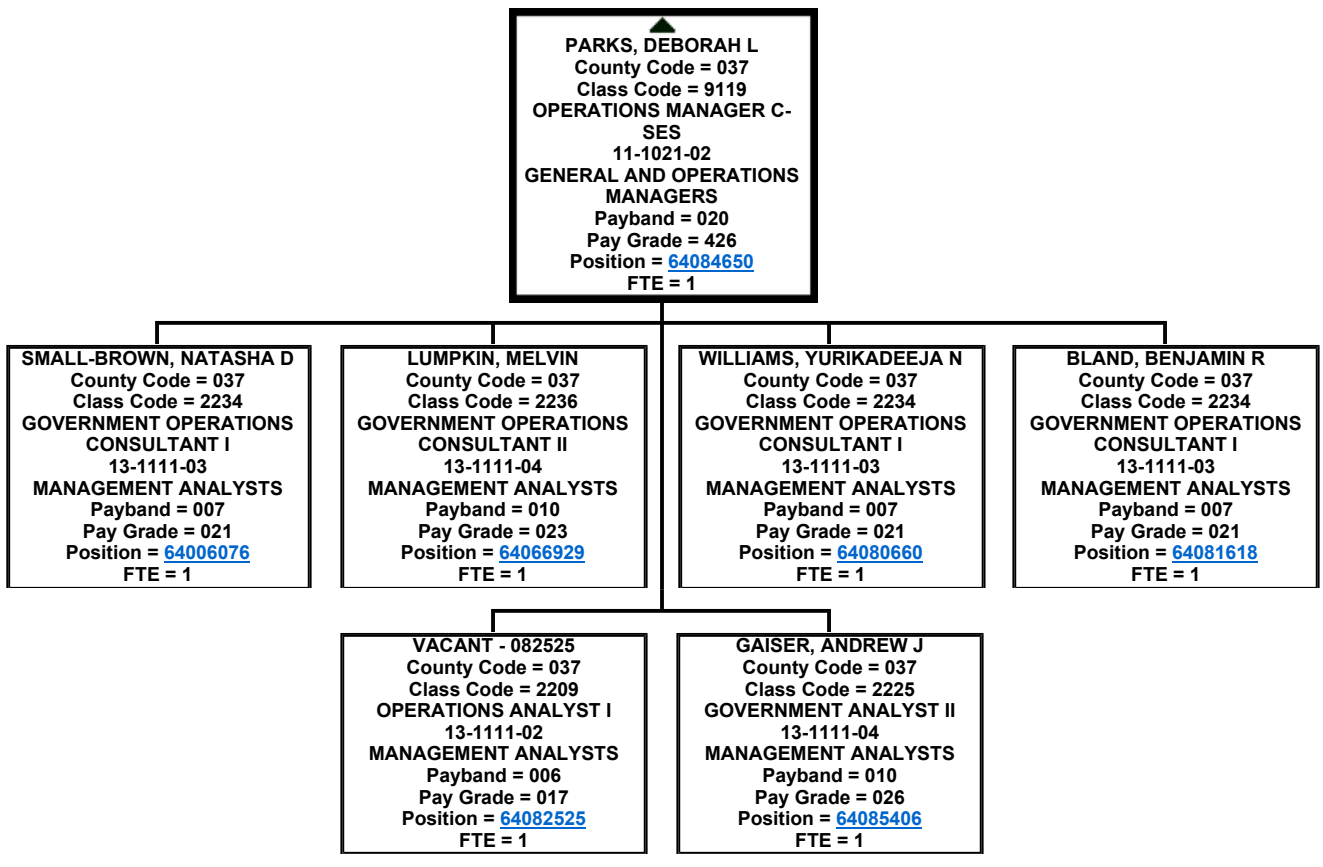 PARKS, DEBORAH L
County Code = 037
Class Code = 9119
OPERATIONS MANAGER C-
SES
11-1021-02
GENERAL AND OPERATIONS
MANAGERS
Payband = 020
Pay Grade = 426
Position = 64084650
FTE = 1
SMALL-BROWN, NATASHA D
County Code = 037
Class Code = 2234
GOVERNMENT OPERATIONS
CONSULTANT I
13-1111-03
MANAGEMENT ANALYSTS
Payband = 007
Pay Grade = 021
Position = 64006076
FTE = 1
LUMPKIN, MELVIN
County Code = 037
Class Code = 2236
GOVERNMENT OPERATIONS
CONSULTANT II
13-1111-04
MANAGEMENT ANALYSTS
Payband = 010
Pay Grade = 023
Position = 64066929
FTE = 1
WILLIAMS, YURIKADEEJA N
County Code = 037
Class Code = 2234
GOVERNMENT OPERATIONS
CONSULTANT I
13-1111-03
MANAGEMENT ANALYSTS
Payband = 007
Pay Grade = 021
Position = 64080660
FTE = 1
BLAND, BENJAMIN R
County Code = 037
Class Code = 2234
GOVERNMENT OPERATIONS
CONSULTANT I
13-1111-03
MANAGEMENT ANALYSTS
Payband = 007
Pay Grade = 021
Position = 64081618
FTE = 1
VACANT - 082525
County Code = 037
Class Code = 2209
OPERATIONS ANALYST I
13-1111-02
MANAGEMENT ANALYSTS
Payband = 006
Pay Grade = 017
Position = 64082525
FTE = 1
GAISER, ANDREW J
County Code = 037
Class Code = 2225
GOVERNMENT ANALYST II
13-1111-04
MANAGEMENT ANALYSTS
Payband = 010
Pay Grade = 026
Position = 64085406
FTE = 1